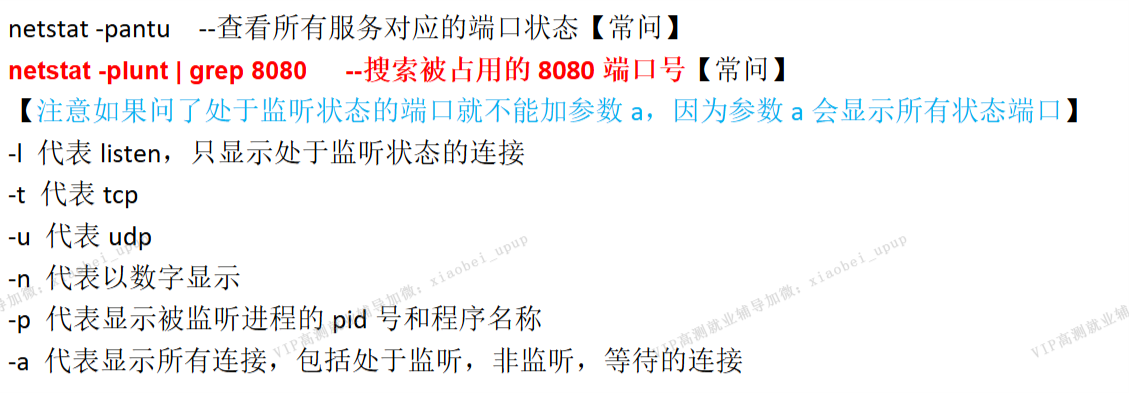 netstat -pantu --查看所有服务对应的端口状态【常问】
netstat -plunt | grep 8080 --搜索被占用的 8080 端口号【常问】
【注意如果问了处于监听状态的端口就不能加参数 a，因为参数 a 会显示所有状态端口】
-l 代表 listen，只显示处于监听状态的连接
-t 代表 tcp
-u 代表 udp
-n 代表以数字显示
-p 代表显示被监听进程的 pid 号和程序名称
-a 代表显示所有连接，包括处于监听，非监听，等待的连接
导加微：xiaobei_upup
VIP高测就业辅导加微：xiaobei_upup
VIP高测就业辅
VIP高测就业辅